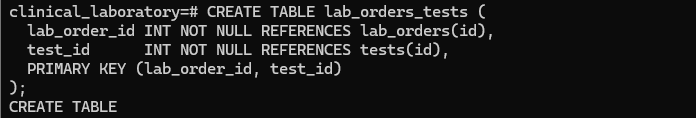 clinical_laboratory=# CREATE TABLE lab_orders_tests (
  lab_order_id INT NOT NULL REFERENCES lab_orders(id),
  test_id      INT NOT NULL REFERENCES tests(id),
  PRIMARY KEY (lab_order_id, test_id)
);
CREATE TABLE